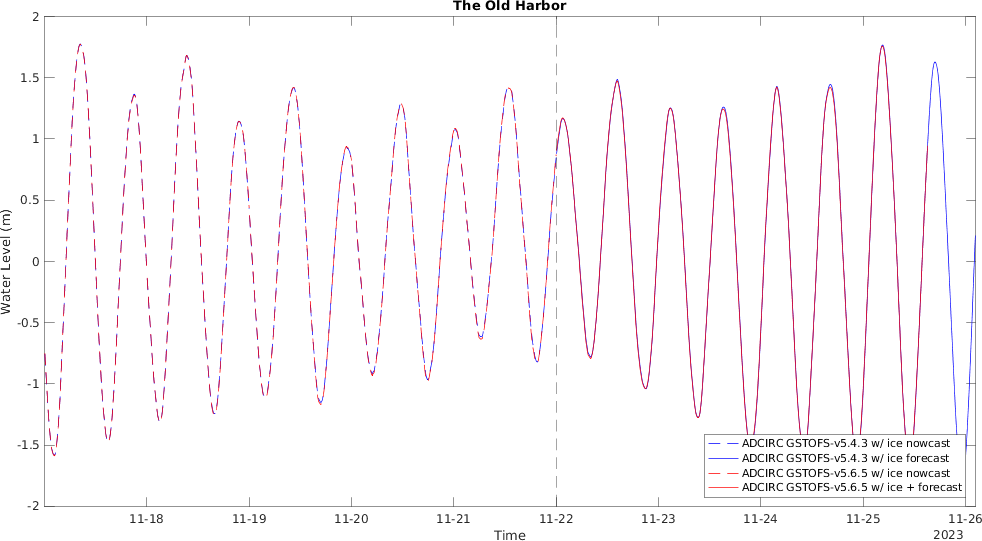 The Old Harbor
2
1.5
1
0.5
0
-0.5
-1
-1.5
-2
Water Level (m)
ADCIRC GSTOFS-v5.4.3 w/ ice nowcast
ADCIRC GSTOFS-v5.4.3 w/ ice forecast
ADCIRC GSTOFS-v5.6.5 w/ ice nowcast
ADCIRC GSTOFS-v5.6.5 w/ ice + forecast
11-18 11-19 11-20 11-21 11-22 11-23 11-24 11-25 11-26
Time
2023